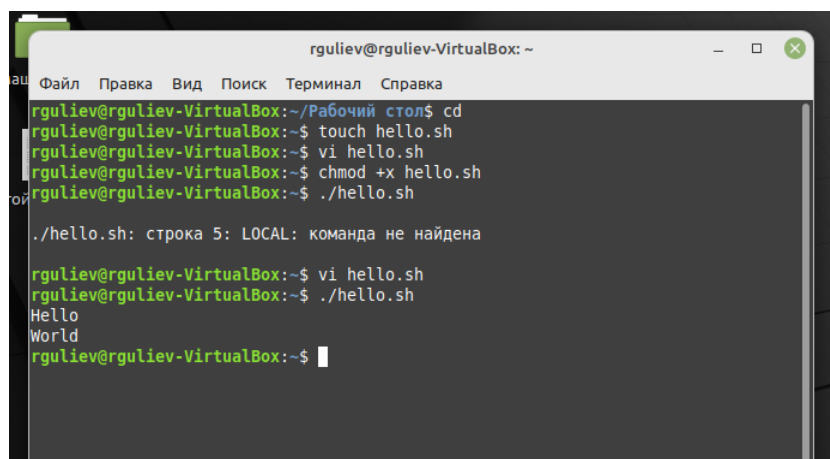 rguliev@rguliev-VirtualBox: ~
Файл Правка Вид Поиск Терминал Справка
rguliev@rguliev-VirtualBox:~/Рабочий стол$ cd
rguliev@rguliev-VirtualBox:~$ touch hello.sh
rguliev@rguliev-VirtualBox:~$ vi hello.sh
rguliev@rguliev-VirtualBox:~$ chmod +x hello.sh
rguliev@rguliev-VirtualBox:~$ ./hello.sh
./hello.sh: строка 5: LOCAL: команда не найдена
rguliev@rguliev-VirtualBox:~$ vi hello.sh
rguliev@rguliev-VirtualBox:~$ ./hello.sh
Hello
World
rguliev@rguliev-VirtualBox:~$